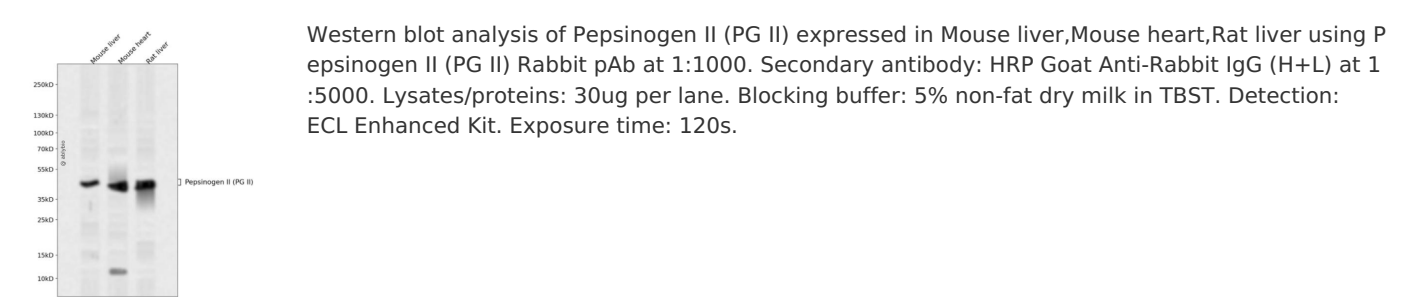 Mouse liver
Mouse heart
Rat liver
Western blot analysis of Pepsinogen II (PG II) expressed in Mouse liver,Mouse heart,Rat liver using P
epsinogen II (PG II) Rabbit pAb at 1:1000. Secondary antibody: HRP Goat Anti-Rabbit IgG (H+L) at 1
:5000. Lysates/proteins: 30ug per lane. Blocking buffer: 5% non-fat dry milk in TBST. Detection:
ECL Enhanced Kit. Exposure time: 120s.
250kD
130kD
100kD
70kD
55kD
35kD
25kD
15kD
10kD
Pepsinogen II (PG II)